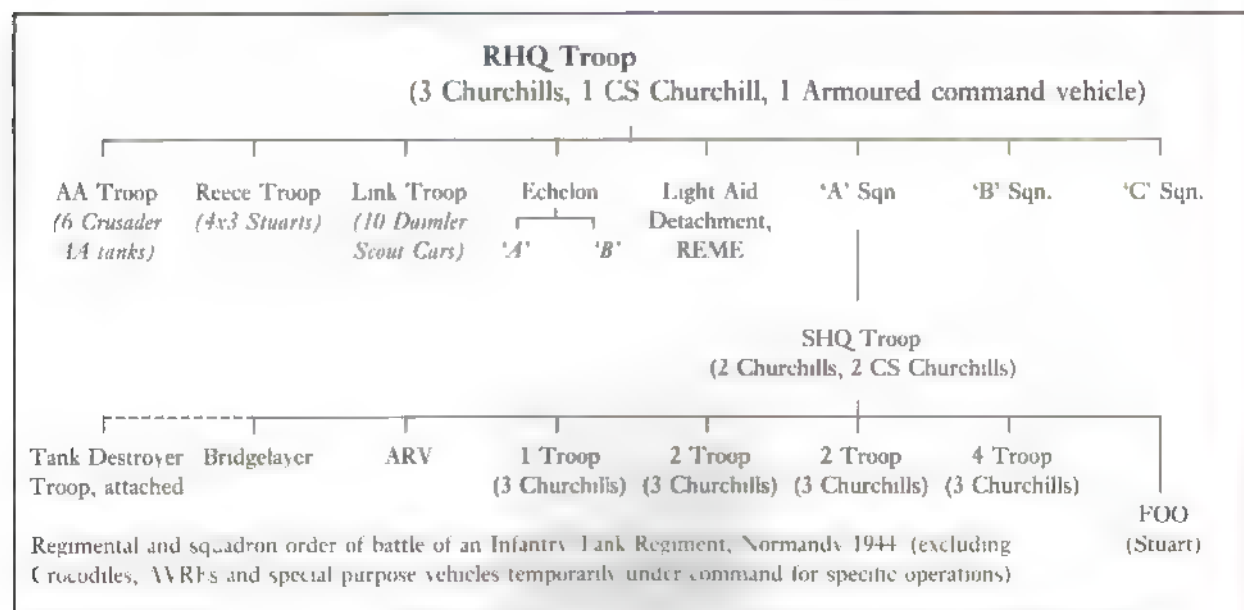 RHQ Troop
(3 Churchills, 1 CS Churchill, 1 Armoured command vehicle)
AA Troop
(6 Crusader
AA tanks)
Reece Troop
(4x3 Stuarts)
Link Troop
(10 Daimler
Scout Cars)
Echelon
'A' 'B'
Light Aid
Detachment,
REME
'A' Sqn
'B' Sqn.
'C' Sqn.
SHQ Troop
(2 Churchills, 2 CS Churchills)
Tank Destroyer
Troop, attached
Bridgelayer
ARV
1 Troop
(3 Churchills)
2 Troop
(3 Churchills)
2 Troop
(3 Churchills)
4 Troop
(3 Churchills)
FOO
(Stuart)
Regimental and squadron order of battle of an Infantry Tank Regiment, Normandy 1944 (excluding
Crocodiles, AVREs and special purpose vehicles temporarily under command for specific operations)